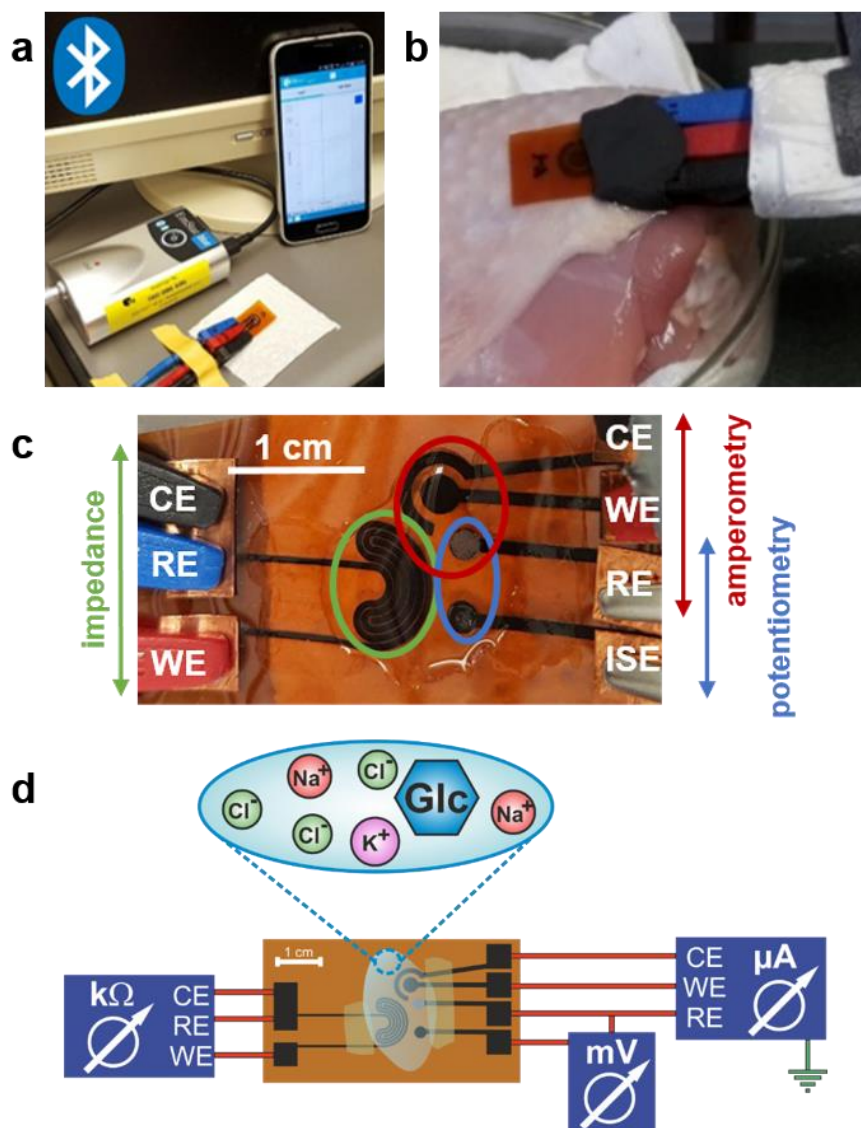 a
b
c
1 cm
CE
RE
WE
impedance
CE
WE
RE
ISE
amperometry
potentiometry
d
Cl-
Na+
Cl-
Glc
Na+
Cl-
K+
1 cm
kΩ
CE
RE
WE
µA
CE
WE
RE
mV